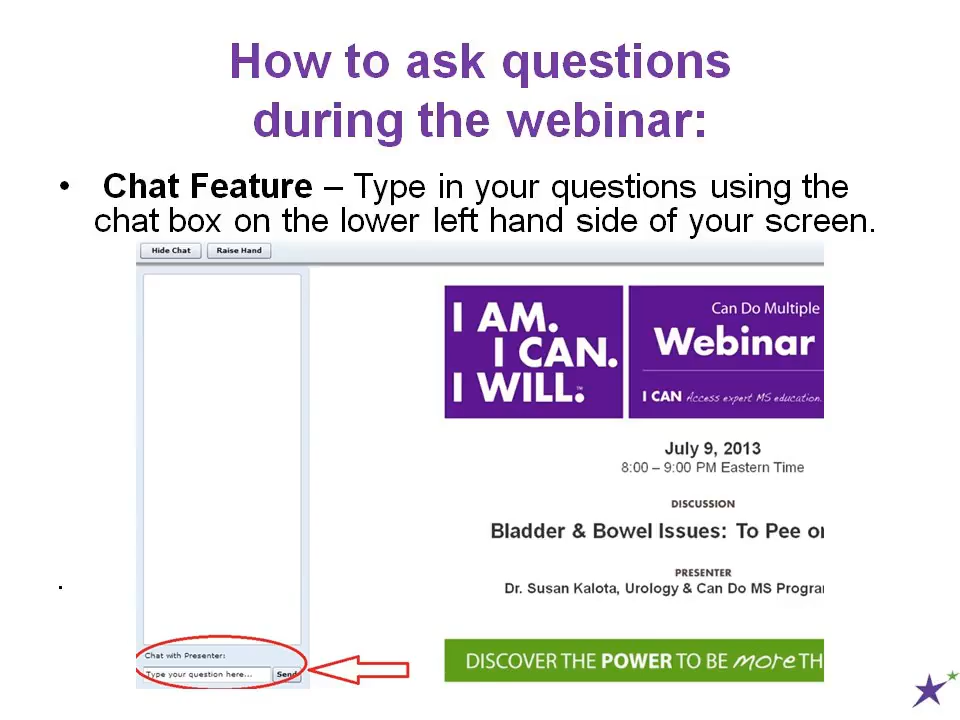 How to ask questions
during the webinar:
• Chat Feature – Type in your questions using the
chat box on the lower left hand side of your screen.
Hide Chat Raise Hand
I AM.
I CAN.
I WILL.™
Can Do Multiple
Webinar
I CAN Access expert MS education.
July 9, 2013
8:00 – 9:00 PM Eastern Time
DISCUSSION
Bladder & Bowel Issues: To Pee or
PRESENTER
Dr. Susan Kalota, Urology & Can Do MS Program
.
Chat with Presenter:
Type your question here... Send
DISCOVER THE POWER TO BE more TH